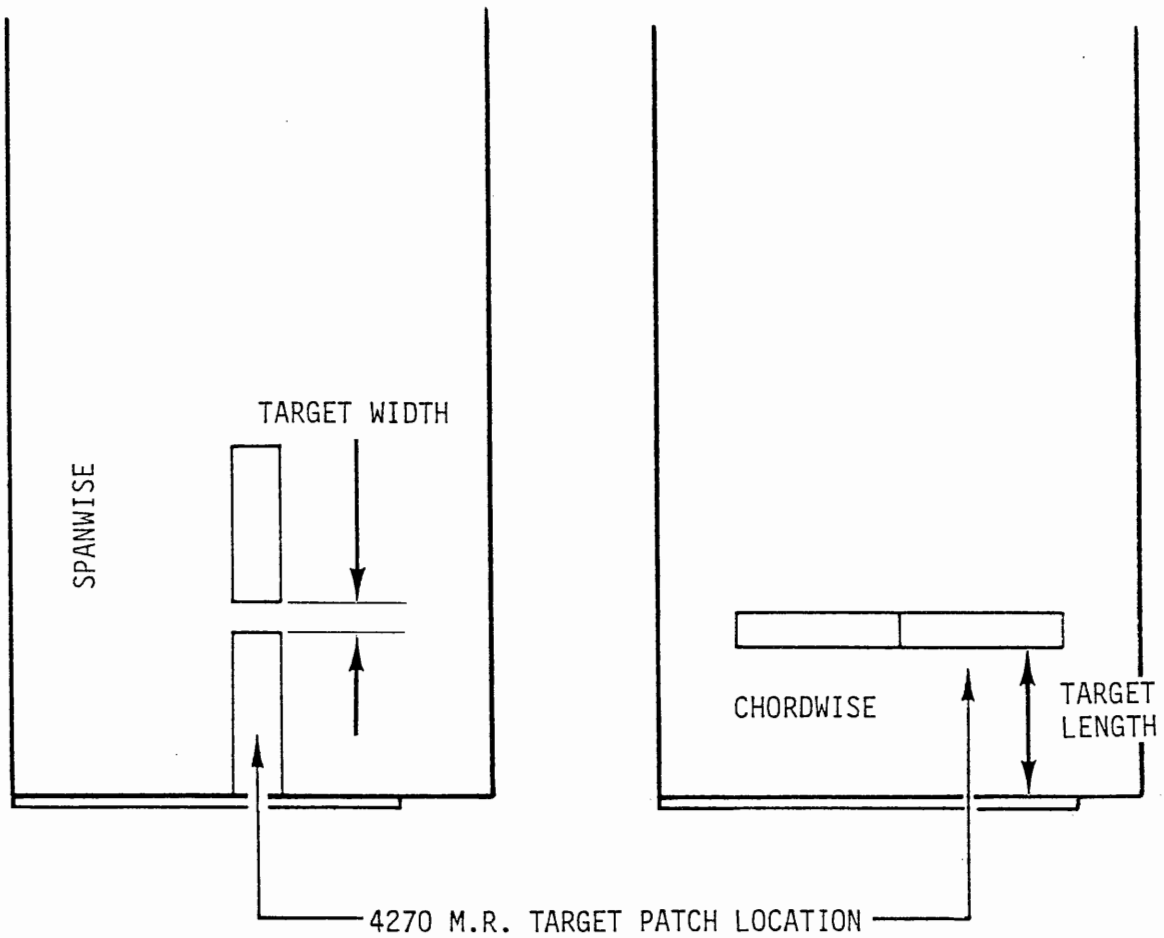 TARGET WIDTH
SPANWISE
CHORDWISE
TARGET
LENGTH
4270 M.R. TARGET PATCH LOCATION